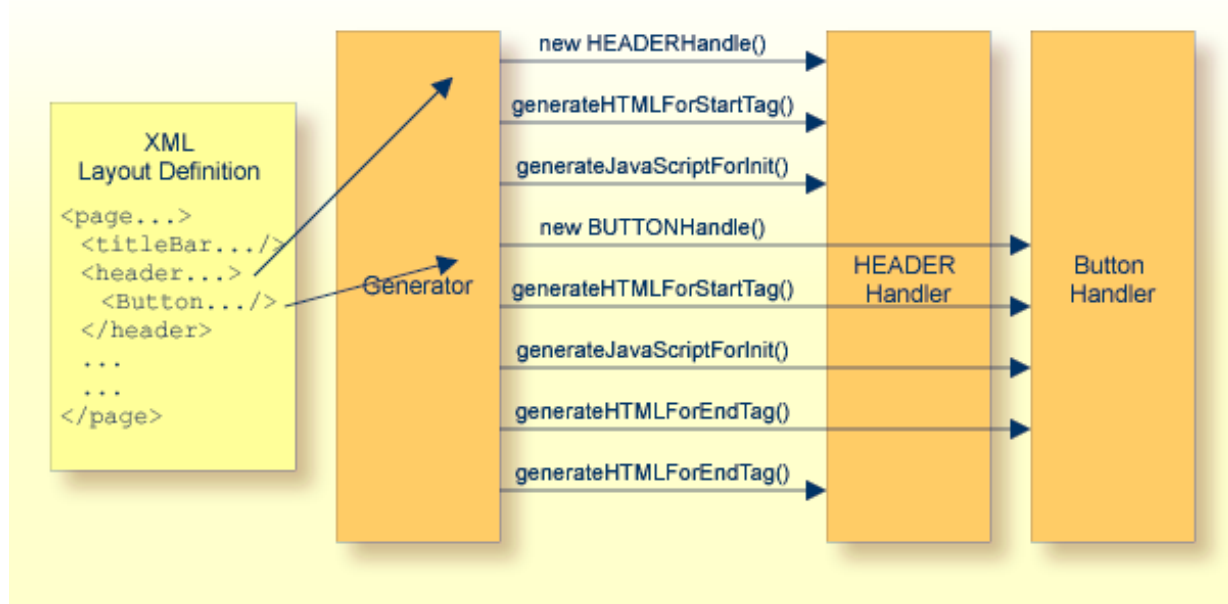 XML
Layout Definition
<page...>
<titleBar.../>
<header...>
<Button.../>
</header>
...
...
</page>
Generator
new HEADERHandle()
generateHTMLForStartTag()
generateJavaScriptForInit()
new BUTTONHandle()
generateHTMLForStartTag()
generateJavaScriptForInit()
generateHTMLForEndTag()
generateHTMLForEndTag()
HEADER
Handler
Button
Handler